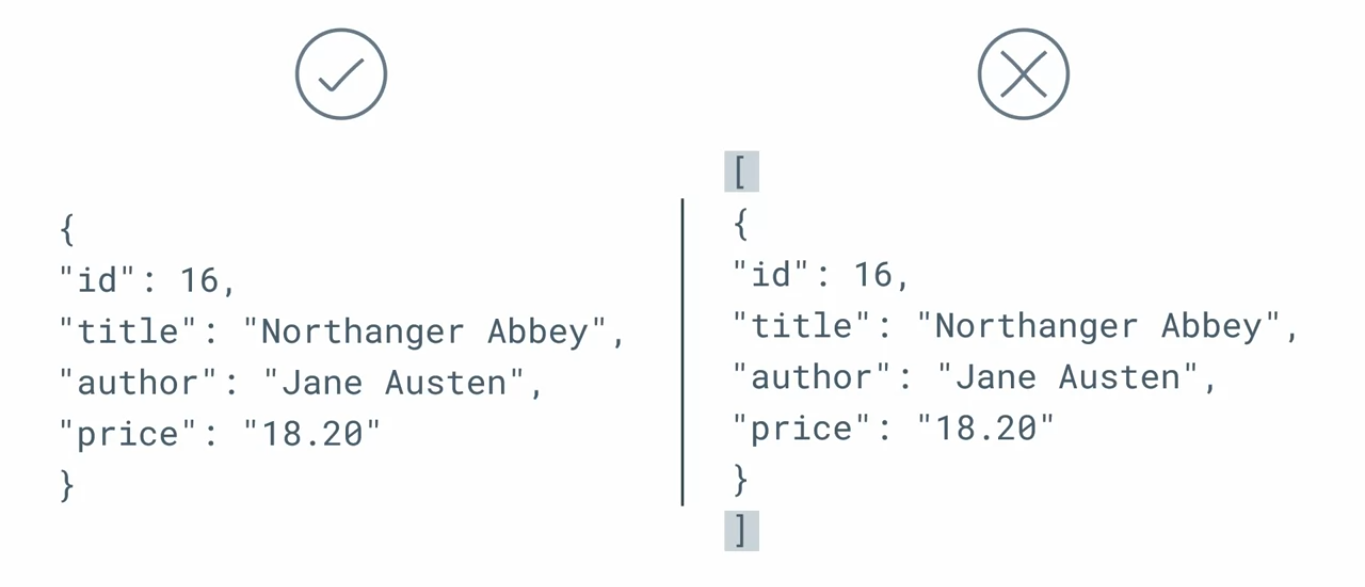 {
"id": 16,
"title": "Northanger Abbey",
"author": "Jane Austen",
"price": "18.20"
}
[
{
"id": 16,
"title": "Northanger Abbey",
"author": "Jane Austen",
"price": "18.20"
}
]